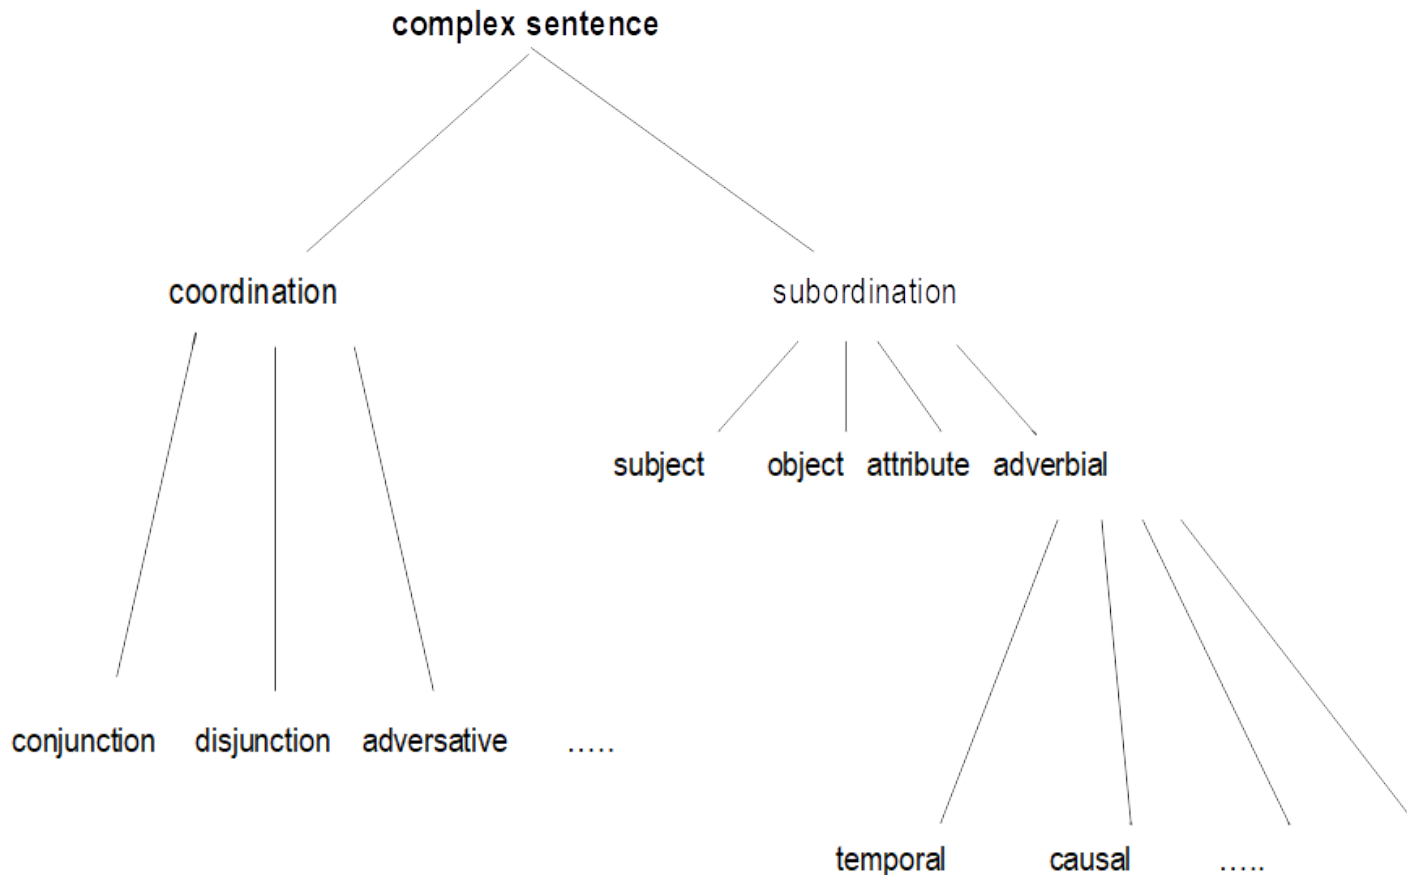 complex sentence
coordination subordination
subject object attribute adverbial
conjunction disjunction adversative .....
temporal causal .....